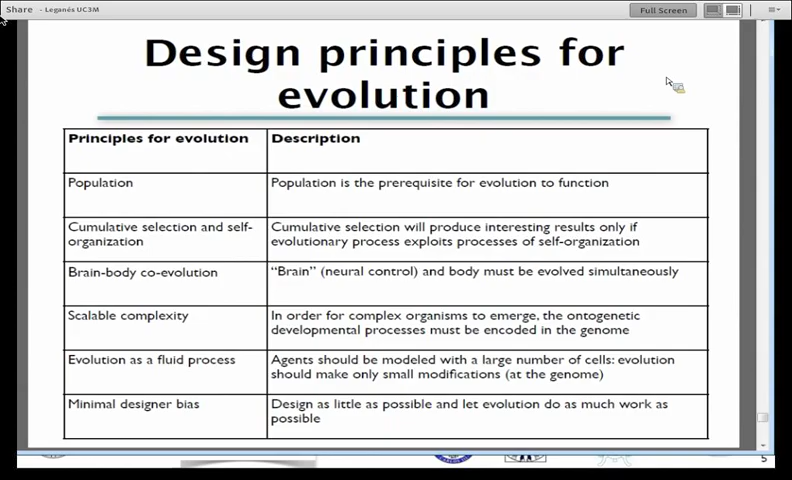 Share - Leganés UC3M
Full Screen
Design principles for
evolution
Principles for evolution
Description
Population
Population is the prerequisite for evolution to function
Cumulative selection and self-
organization
Cumulative selection will produce interesting results only if
evolutionary process exploits processes of self-organization
Brain-body co-evolution
“Brain” (neural control) and body must be evolved simultaneously
Scalable complexity
In order for complex organisms to emerge, the ontogenetic
developmental processes must be encoded in the genome
Evolution as a fluid process
Agents should be modeled with a large number of cells: evolution
should make only small modifications (at the genome)
Minimal designer bias
Design as little as possible and let evolution do as much work as
possible
5